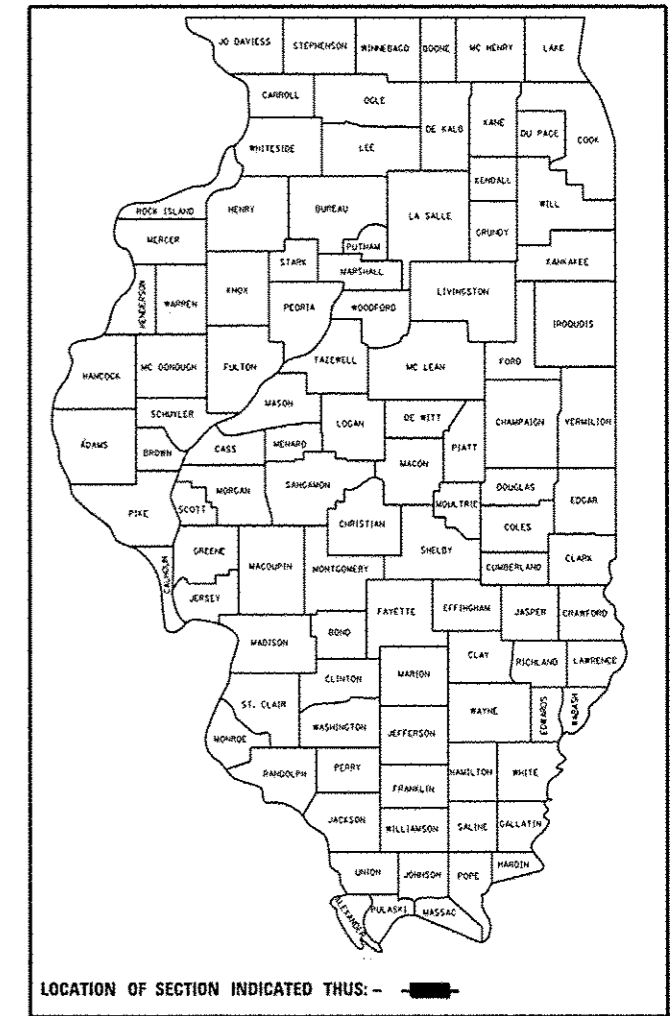 JO DAVIESS
STEPHENSON
WINNEBAGO
BOONE
MC HENRY
LAKE
CARROLL
OGLE
DE KALB
KANE
DU PAGE
COOK
WHITESIDE
LEE
KENDALL
WILL
ROCK ISLAND
HENRY
BUREAU
LA SALLE
GRUNDY
MERCER
PUTNAM
KANKAKEE
STARK
MARSHALL
HENDERSON
WARREN
KNOX
PEORIA
WOODFORD
LIVINGSTON
IROQUOIS
HANCOCK
MC DONOUGH
FULTON
TAZEWELL
MC LEAN
FORD
MASON
SCHUYLER
LOGAN
DE WITT
CHAMPAIGN
VERMILION
ADAMS
BROWN
CASS
MENARD
PIATT
MACON
PIKE
SCOTT
MORGAN
SANGAMON
CHRISTIAN
MOULTRIE
DOUGLAS
EDGAR
COLES
CALHOUN
GREENE
MACOUPIN
MONTGOMERY
SHELBY
CUMBERLAND
CLARK
JERSEY
FAYETTE
EFFINGHAM
JASPER
CRAWFORD
MADISON
BOND
CLAY
RICHLAND
LAWRENCE
CLINTON
MARION
ST. CLAIR
WAYNE
EDWARDS
WABASH
MONROE
WASHINGTON
JEFFERSON
RANDOLPH
PERRY
HAMILTON
WHITE
FRANKLIN
JACKSON
WILLIAMSON
SALINE
GALLATIN
UNION
JOHNSON
POPE
HARDIN
ALEXANDER
PULASKI
MASSAC
LOCATION OF SECTION INDICATED THUS: -